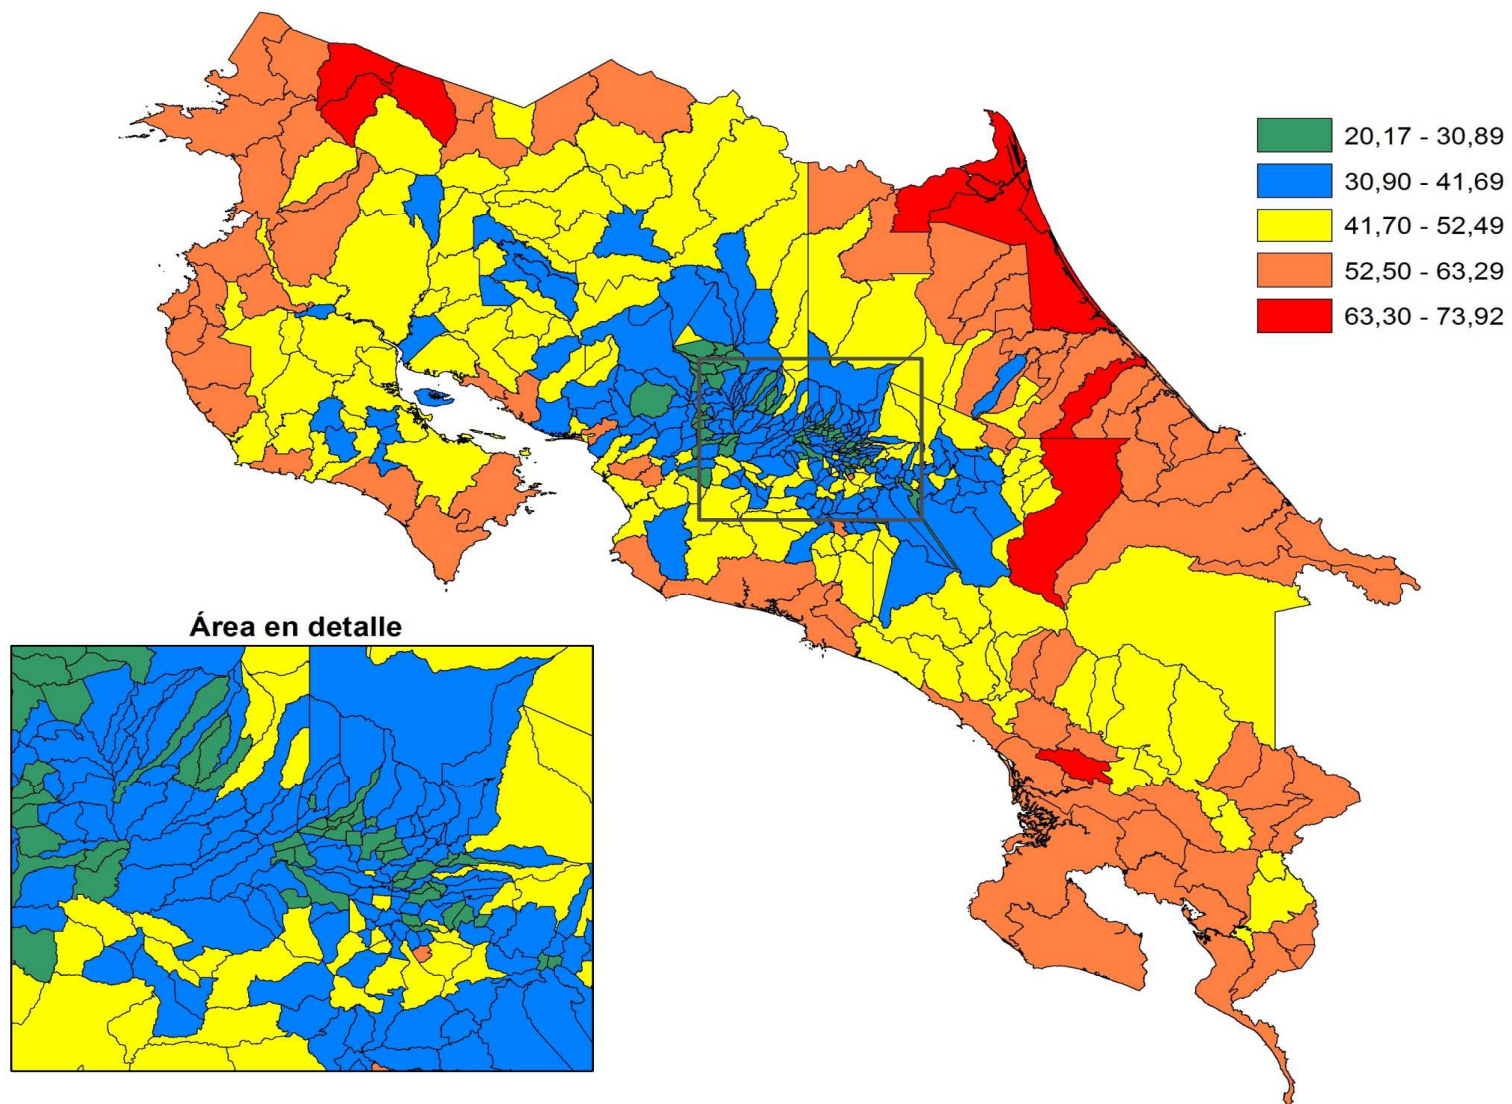 20,17 - 30,89
30,90 - 41,69
41,70 - 52,49
52,50 - 63,29
63,30 - 73,92
Área en detalle